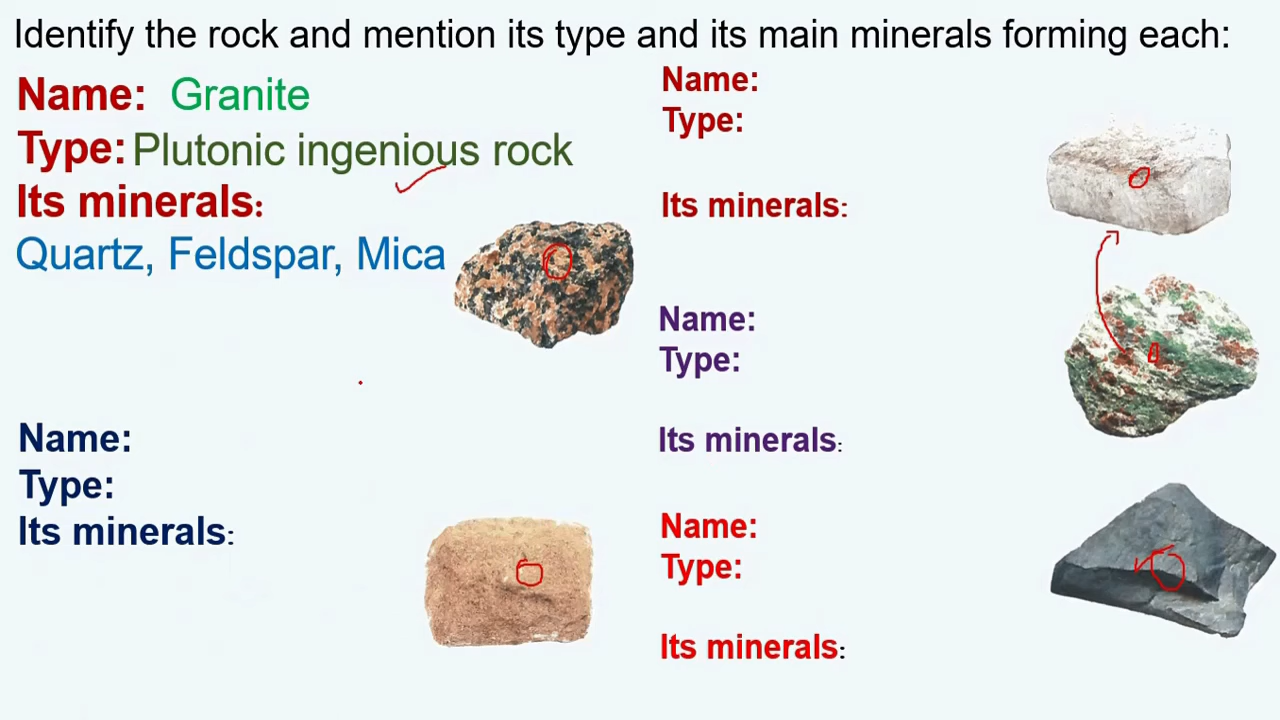 Identify the rock and mention its type and its main minerals forming each:
Name: Granite
Type: Plutonic ingenious rock
Its minerals:
Quartz, Feldspar, Mica
Name:
Type:
Its minerals:
Name:
Type:
Its minerals:
Name:
Type:
Its minerals:
Name:
Type:
Its minerals: